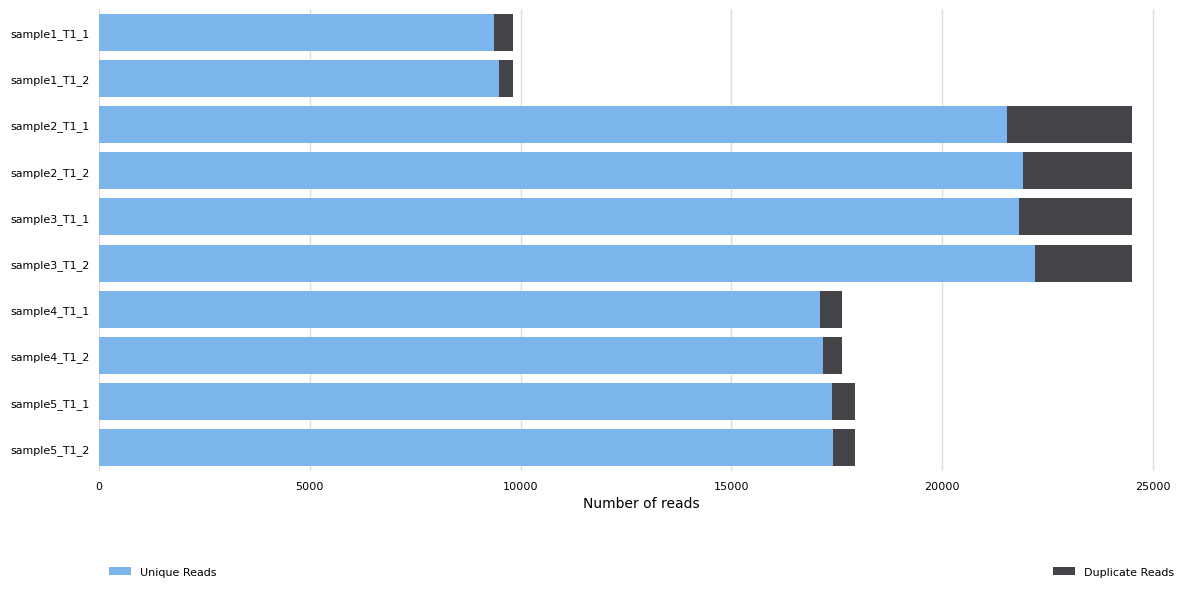 sample1_T1_1
sample1_T1_2
sample2_T1_1
sample2_T1_2
sample3_T1_1
sample3_T1_2
sample4_T1_1
sample4_T1_2
sample5_T1_1
sample5_T1_2
0 5000 10000 15000 20000 25000
Number of reads
Unique Reads Duplicate Reads